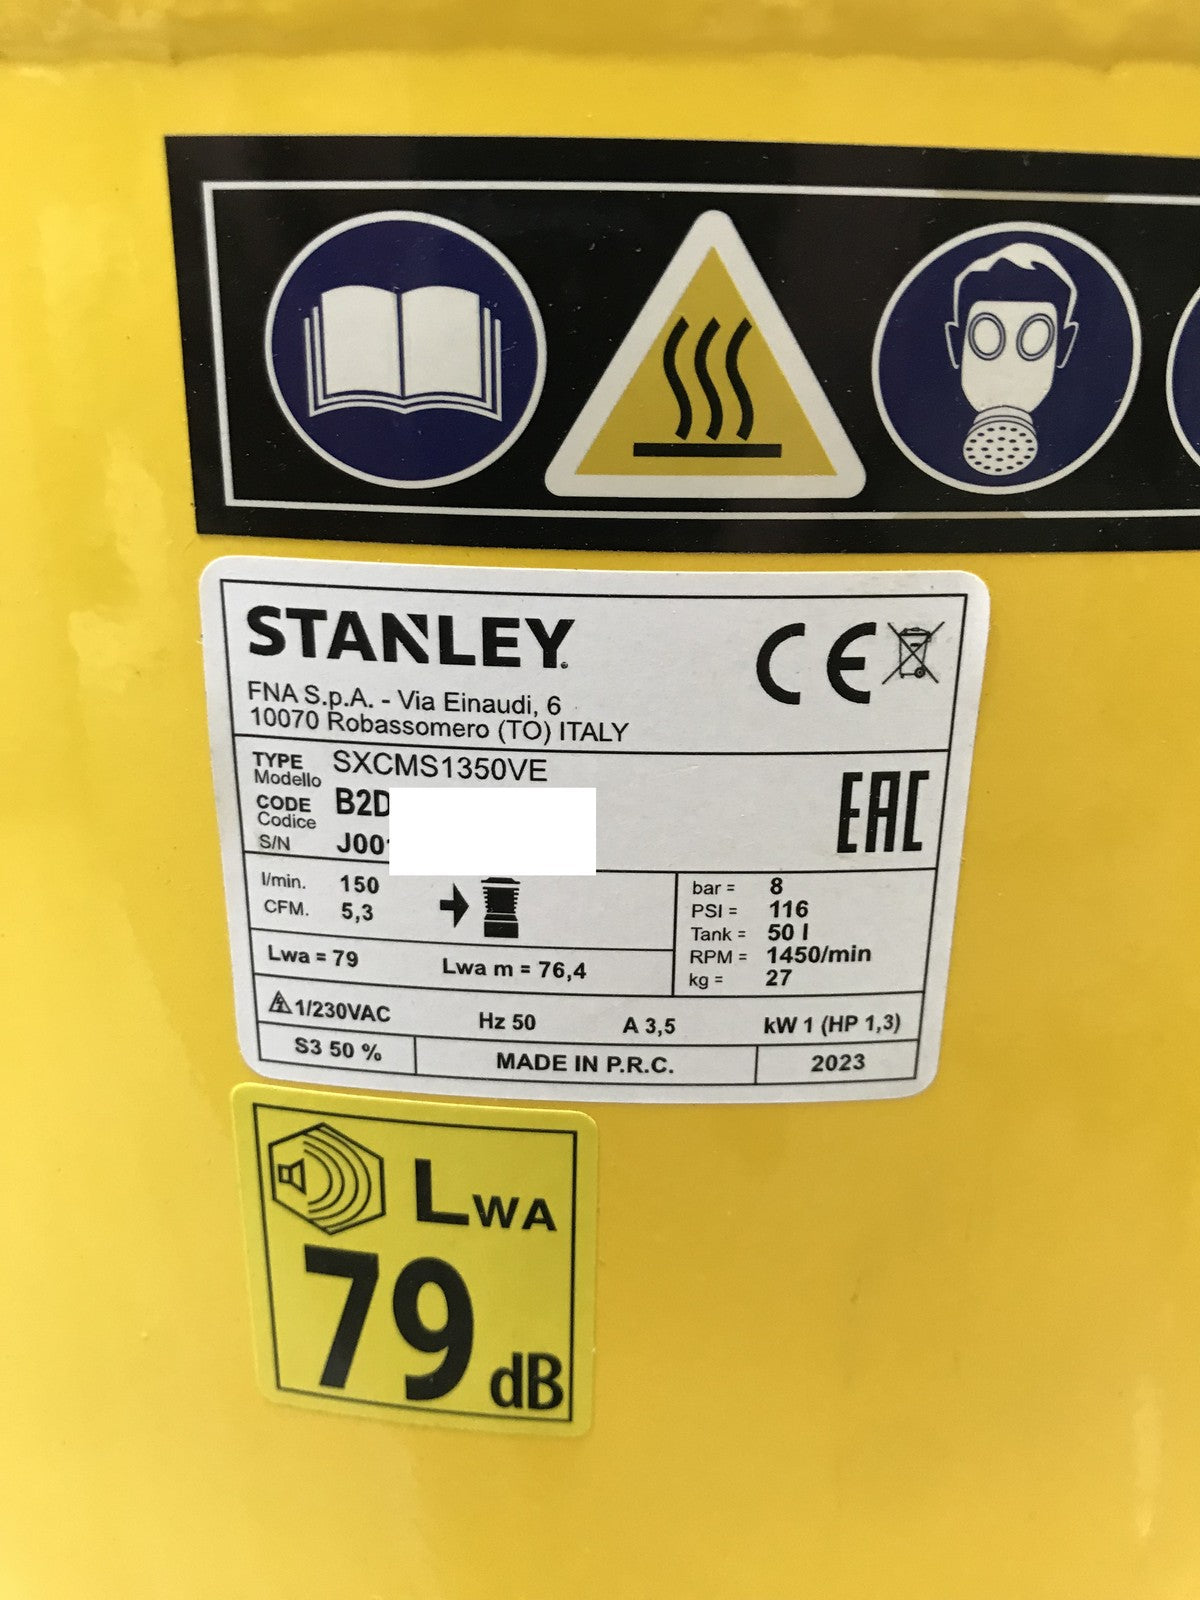 STANLEY.
CE
FNA S.p.A. - Via Einaudi, 6
10070 Robassomero (TO) ITALY
TYPE SXCMS1350VE
Modello
CODE B2D
Codice
S/N J00
EAC
l/min. 150
CFM. 5,3
bar = 8
PSI = 116
Tank = 50 l
RPM = 1450/min
kg = 27
Lwa = 79 Lwa m = 76,4
1/230VAC Hz 50 A 3,5 kW 1 (HP 1,3)
S3 50 % MADE IN P.R.C. 2023
LWA
79 dB